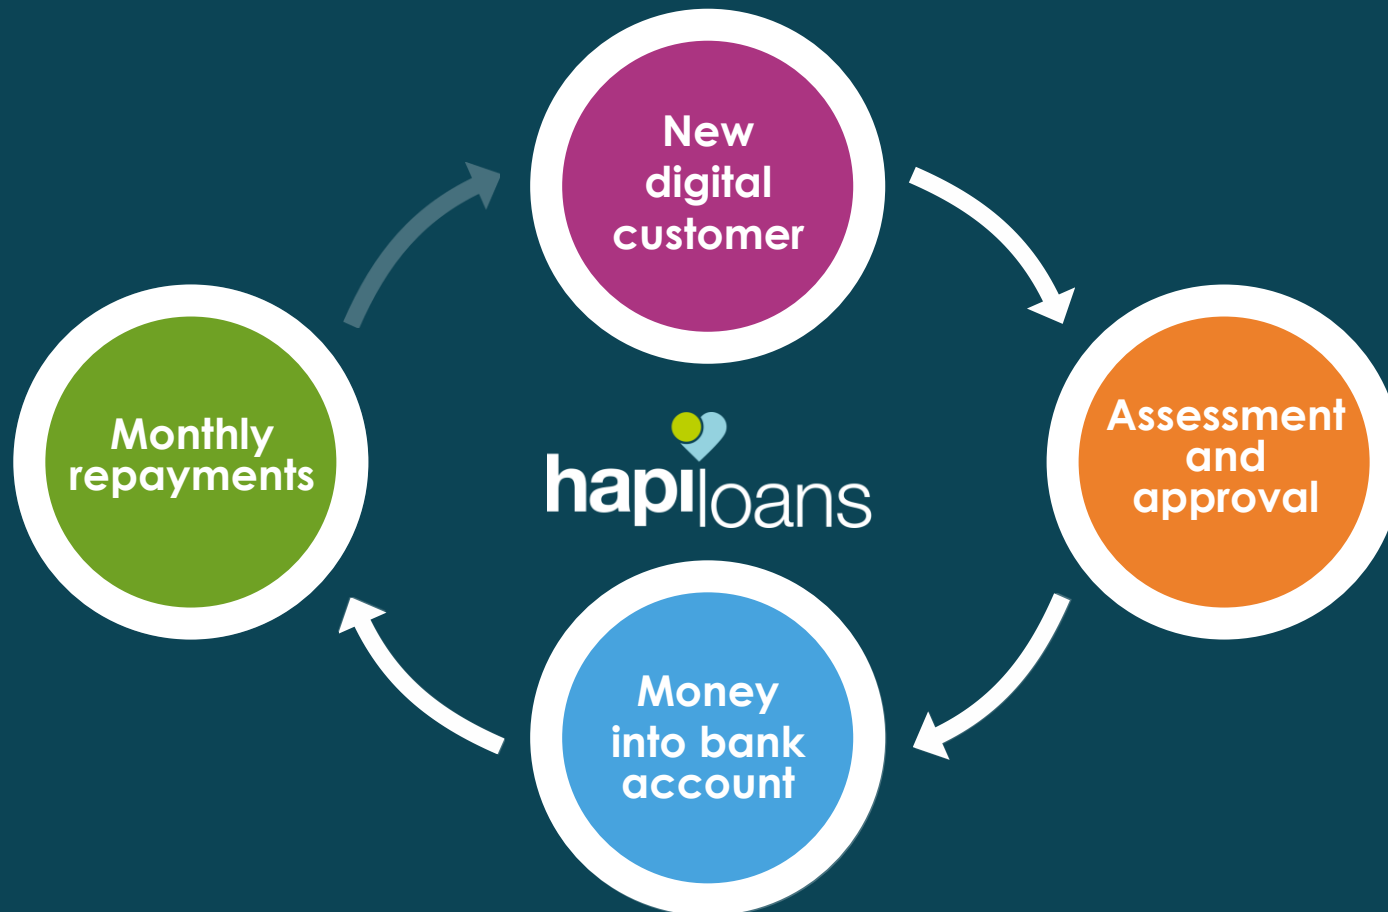 New
digital
customer
Assessment
and
approval
Money
into bank
account
Monthly
repayments
hapiloans